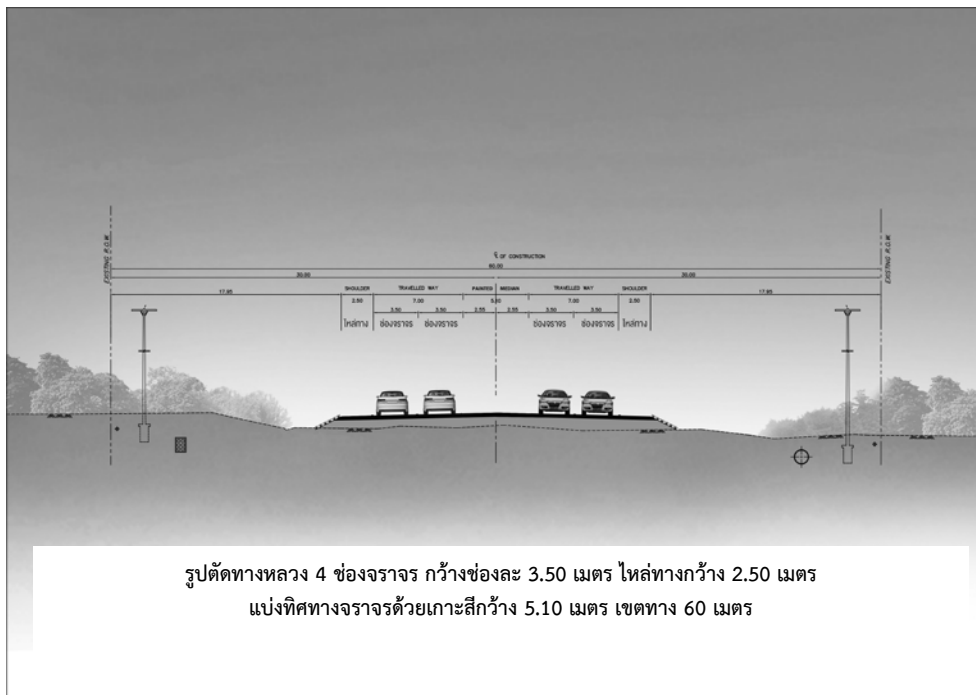 ℄ OF CONSTRUCTION
EXISTING R.O.W.
60.00
EXISTING R.O.W.
30.00 30.00
17.95 SHOULDER TRAVELLED WAY PAINTED MEDIAN TRAVELLED WAY SHOULDER 17.95
2.50 7.00 5.10 7.00 2.50
3.50 3.50 2.55 2.55 3.50 3.50
ไหล่ทาง ช่องจราจร ช่องจราจร ช่องจราจร ช่องจราจร ไหล่ทาง
รูปตัดทางหลวง 4 ช่องจราจร กว้างช่องละ 3.50 เมตร ไหล่ทางกว้าง 2.50 เมตร
แบ่งทิศทางจราจรด้วยเกาะสีกว้าง 5.10 เมตร เขตทาง 60 เมตร